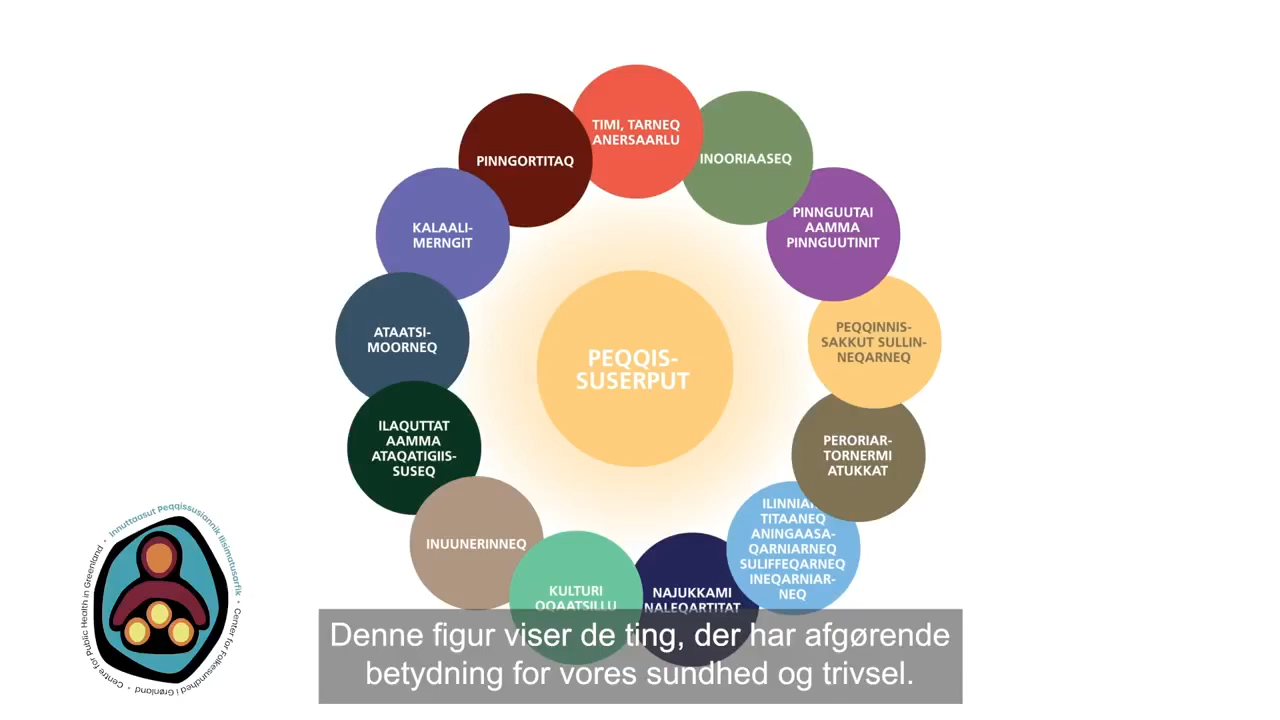 TIMI, TARNEQ
ANERSAARLU
INOORIAASEQ
PINNGUUTAI
AAMMA
PINNGUUTINIT
PEQQINNIS-
SAKKUT SULLIN-
NEQARNEQ
PERORIAR-
TORNERMI
ATUKKAT
TITAANEQ
ANINGAASA-
QARNIARNEQ
SULIFFEQARNEQ
INEQARNIAR-
NEQ
NAJUKKAMI
NALEQARTITAT
KULTURI
OQAATSILLU
INUUNERINNEQ
ILAQUTTAT
AAMMA
ATAQATIGIIS-
SUSEQ
ATAATSI-
MOORNEQ
KALAALI-
MERNGIT
PINNGORTITAQ
PEQQIS-
SUSERPUT
Innuttaasut Peqqissusiannik Ilisimatusarfik •
Center for Folkesundhed i Grønland •
Centre for Public Health in Greenland •
Denne figur viser de ting, der har afgørende
betydning for vores sundhed og trivsel.